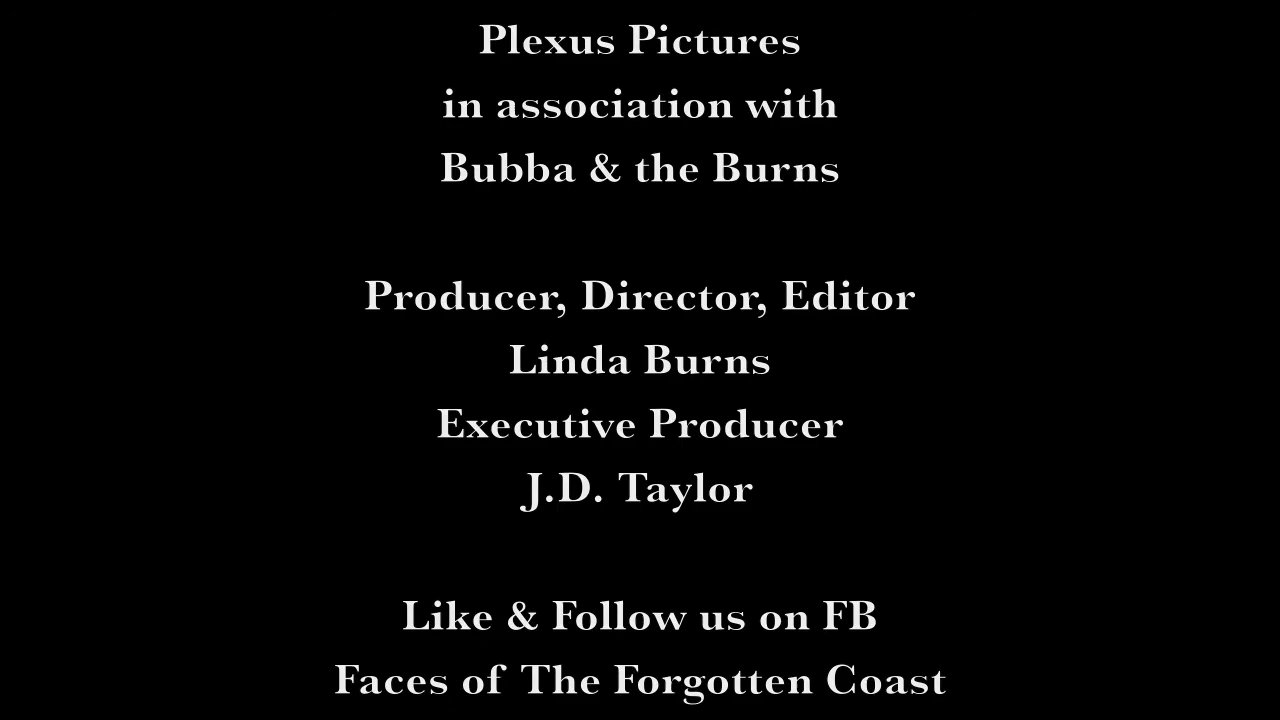 Plexus Pictures
in association with
Bubba & the Burns
Producer, Director, Editor
Linda Burns
Executive Producer
J.D. Taylor
Like & Follow us on FB
Faces of The Forgotten Coast